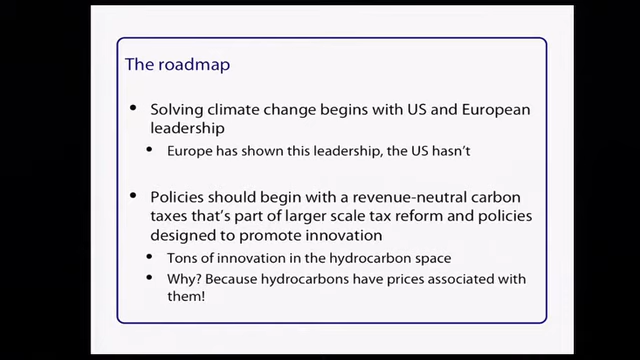 The roadmap
• Solving climate change begins with US and European
leadership
• Europe has shown this leadership, the US hasn't
• Policies should begin with a revenue-neutral carbon
taxes that's part of larger scale tax reform and policies
designed to promote innovation
• Tons of innovation in the hydrocarbon space
• Why? Because hydrocarbons have prices associated with
them!